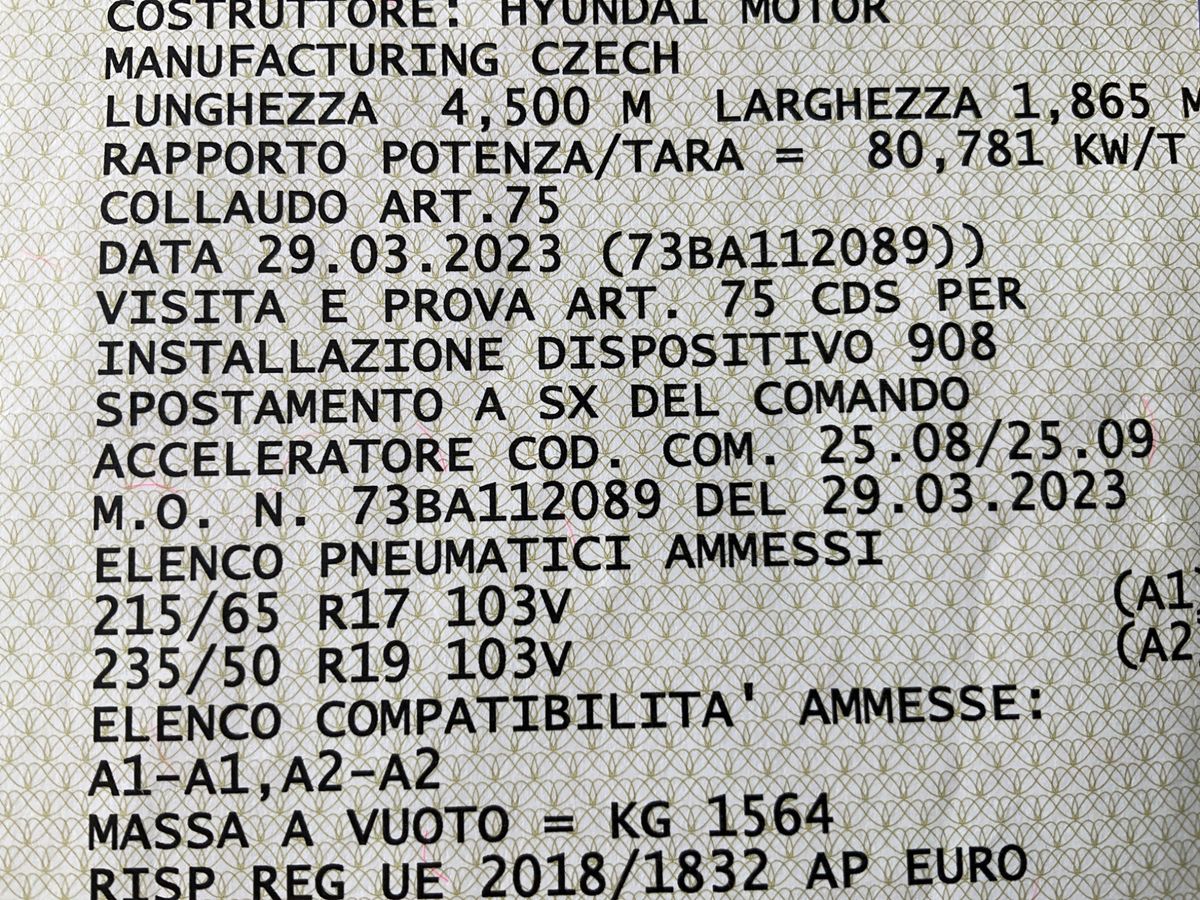 COSTRUTTORE: HYUNDAI MOTOR
MANUFACTURING CZECH
LUNGHEZZA 4,500 M LARGHEZZA 1,865 M
RAPPORTO POTENZA/TARA = 80,781 KW/T
COLLAUDO ART.75
DATA 29.03.2023 (73BA112089))
VISITA E PROVA ART. 75 CDS PER
INSTALLAZIONE DISPOSITIVO 908
SPOSTAMENTO A SX DEL COMANDO
ACCELERATORE COD. COM. 25.08/25.09
M.O. N. 73BA112089 DEL 29.03.2023
ELENCO PNEUMATICI AMMESSI
215/65 R17 103V (A1)
235/50 R19 103V (A2)
ELENCO COMPATIBILITA' AMMESSE:
A1-A1,A2-A2
MASSA A VUOTO = KG 1564
RISP REG UE 2018/1832 AP EURO